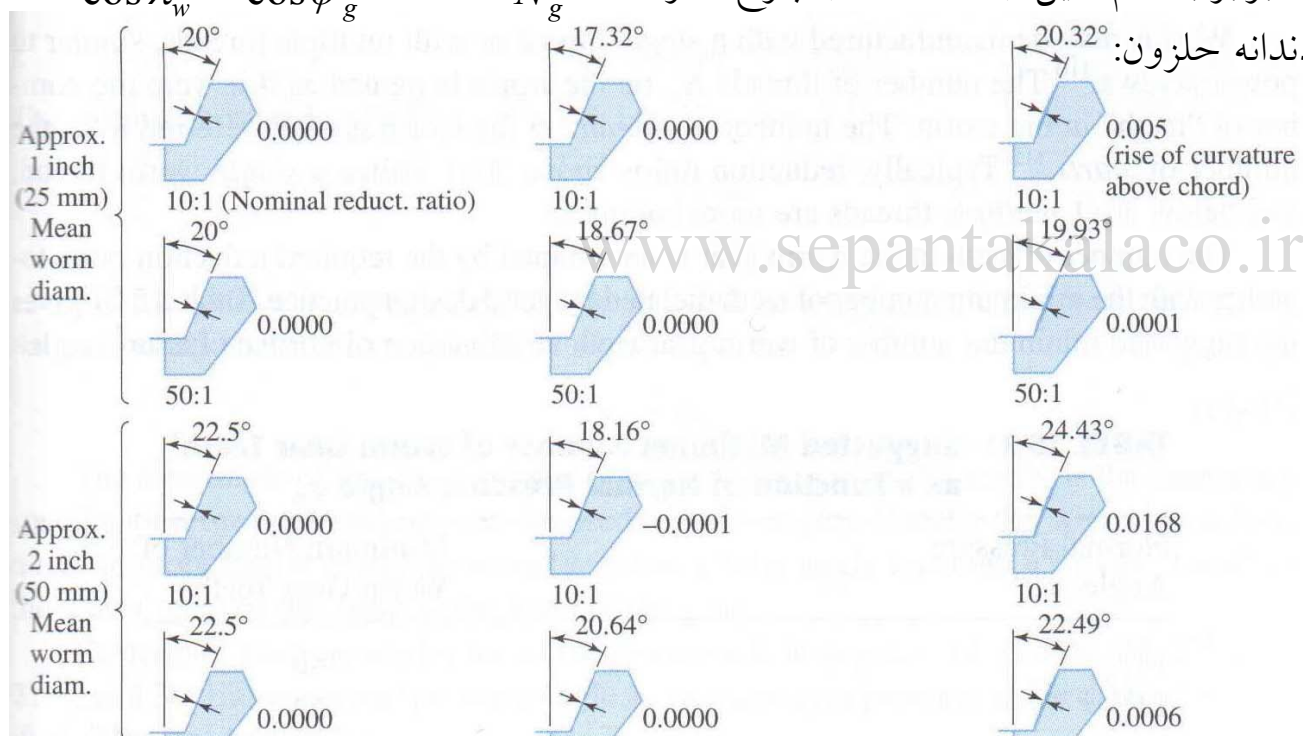 20° 17.32° 20.32°
دندانه حلزون:
Approx.
1 inch
(25 mm)
Mean
worm
diam.
0.0000 0.0000 0.005
(rise of curvature
above chord)
10:1 (Nominal reduct. ratio) 10:1 10:1
www.sepantakalaco.ir
20° 18.67° 19.93°
0.0000 0.0000 0.0001
50:1 50:1 50:1
Approx.
2 inch
(50 mm)
Mean
worm
diam.
22.5° 18.16° 24.43°
0.0000 –0.0001 0.0168
10:1 10:1 10:1
22.5° 20.64° 22.49°
0.0000 0.0000 0.0006